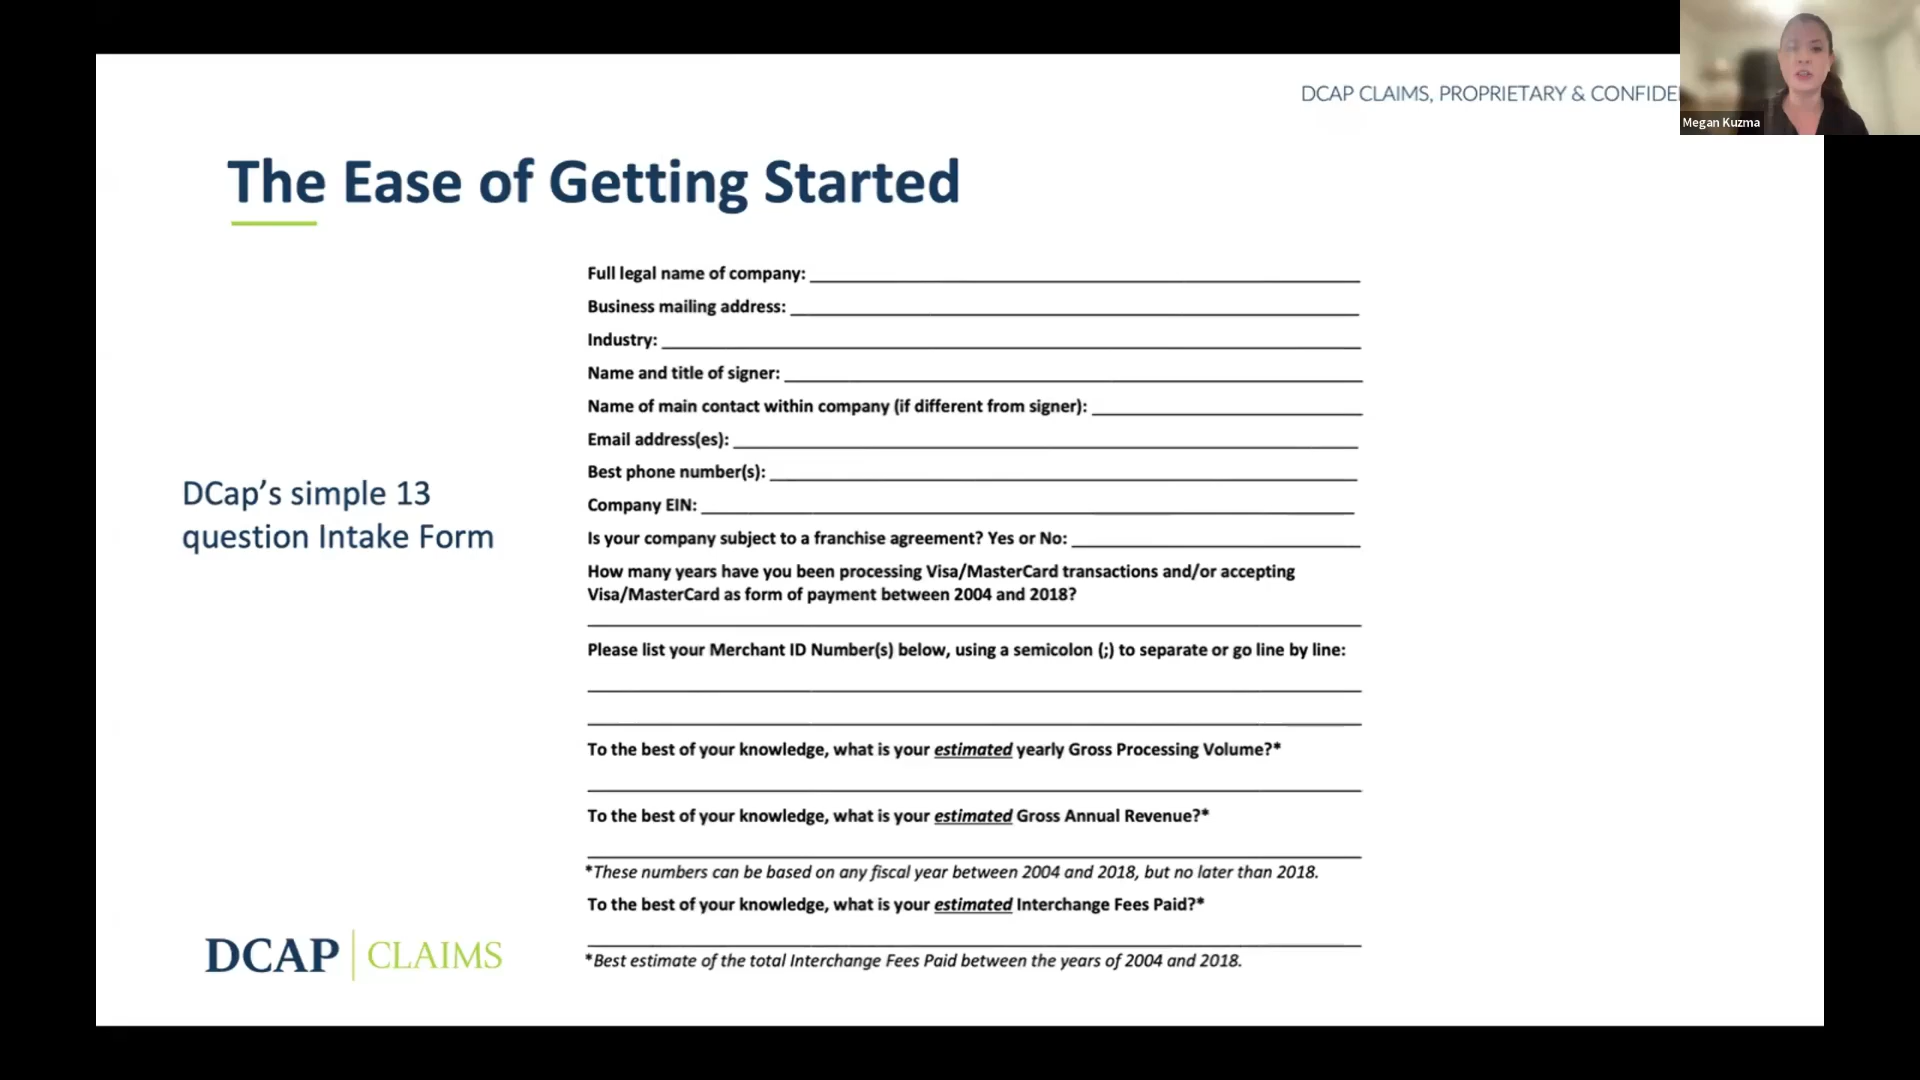 DCAP CLAIMS, PROPRIETARY & CONFIDE
Megan Kuzma
The Ease of Getting Started
Full legal name of company:
Business mailing address:
Industry:
Name and title of signer:
Name of main contact within company (if different from signer):
Email address(es):
Best phone number(s):
Company EIN:
Is your company subject to a franchise agreement? Yes or No:
How many years have you been processing Visa/MasterCard transactions and/or accepting
Visa/MasterCard as form of payment between 2004 and 2018?
Please list your Merchant ID Number(s) below, using a semicolon (;) to separate or go line by line:
To the best of your knowledge, what is your estimated yearly Gross Processing Volume?*
To the best of your knowledge, what is your estimated Gross Annual Revenue?*
*These numbers can be based on any fiscal year between 2004 and 2018, but no later than 2018.
To the best of your knowledge, what is your estimated Interchange Fees Paid?*
*Best estimate of the total Interchange Fees Paid between the years of 2004 and 2018.
DCap’s simple 13
question Intake Form
DCAP | CLAIMS